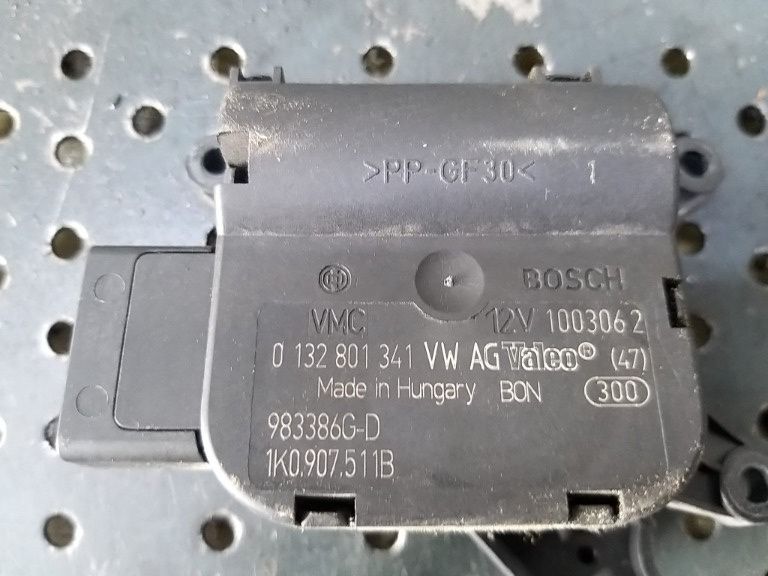 >PP-GF30< 1
BOSCH
VMC 12V 1003062
0 132 801 341 VW AG Valeo® (47)
Made in Hungary BON 300
983386G-D
1K0.907.511B